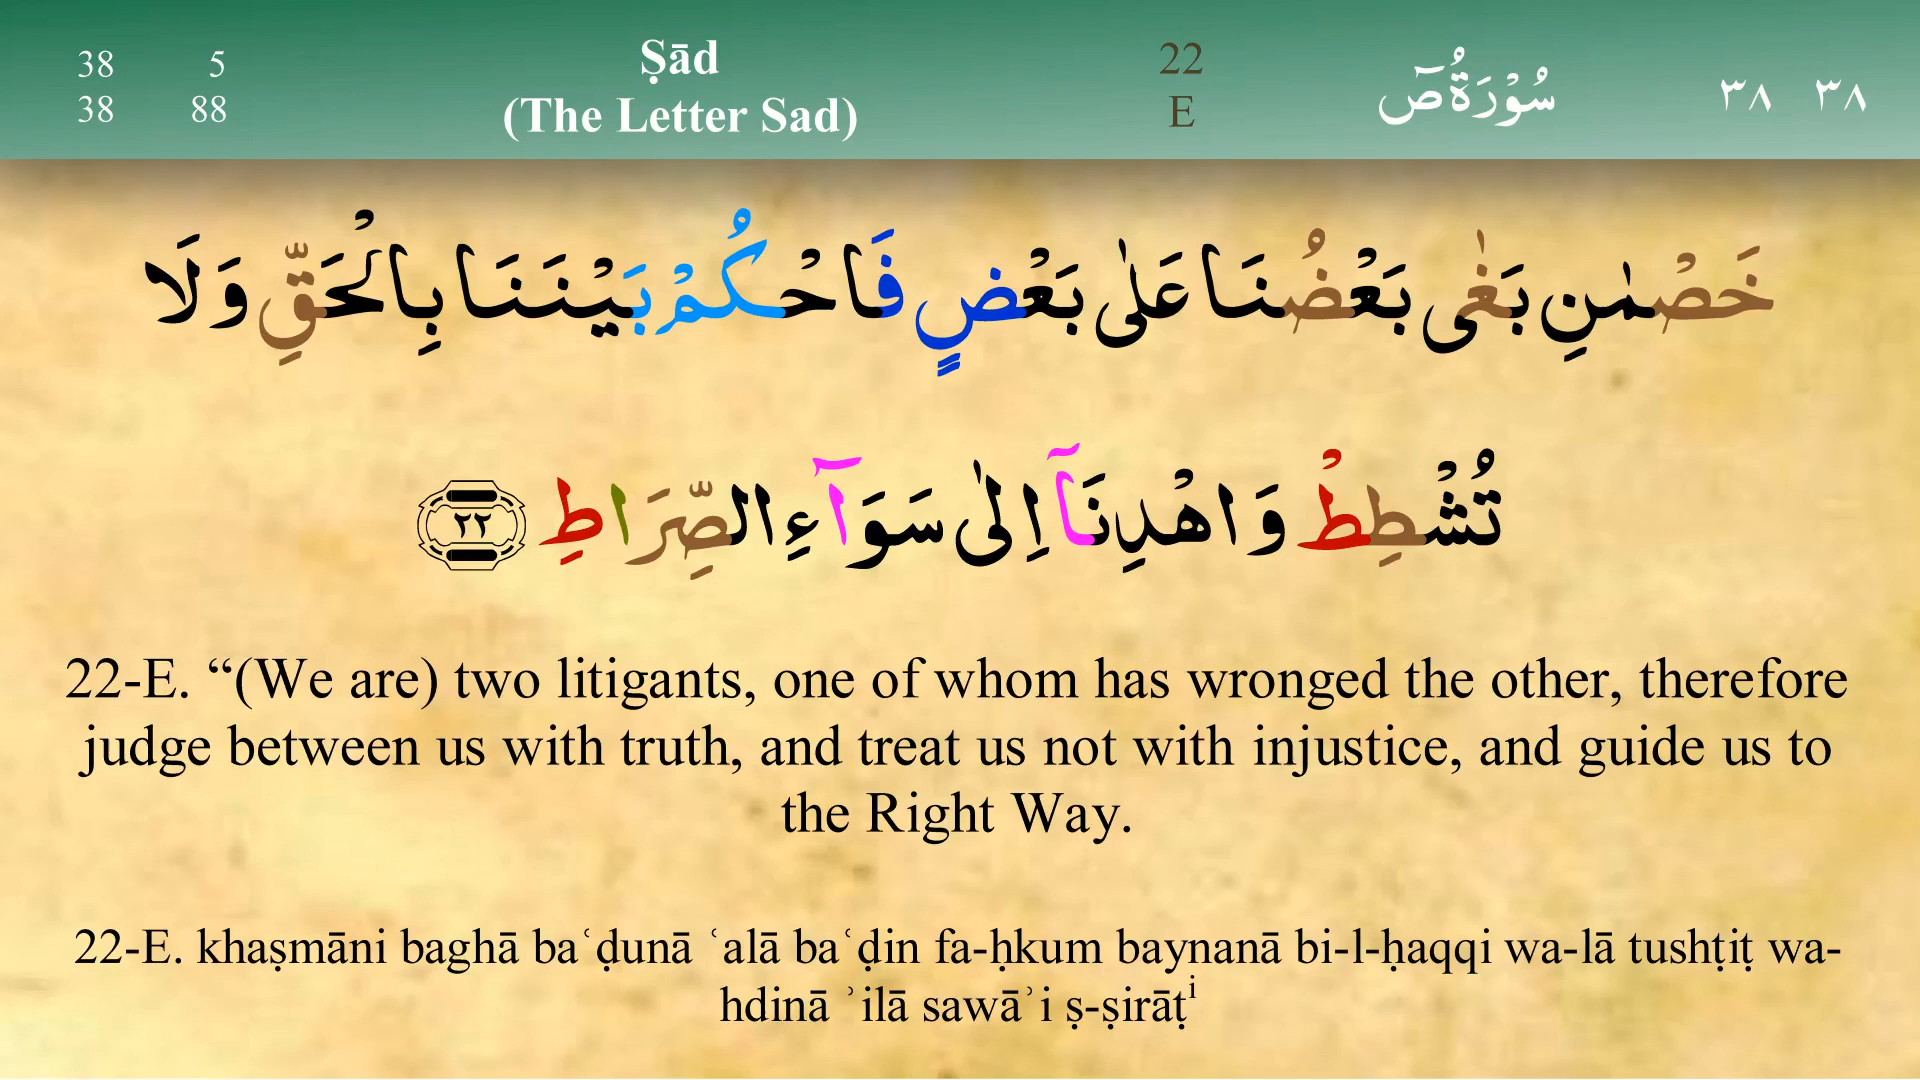 38 5
38 88
Ṣād
(The Letter Sad)
22
E
سُوْرَةُ صٓ
٣٨ ٣٨
خَصْمٰنِ بَغٰى بَعْضُنَا عَلٰى بَعْضٍ فَاحْكُمْ بَيْنَنَا بِالْحَقِّ وَلَا
تُشْطِطْ وَاهْدِنَآ اِلٰى سَوَآءِ الصِّرَاطِ ٢٢
22-E. “(We are) two litigants, one of whom has wronged the other, therefore
judge between us with truth, and treat us not with injustice, and guide us to
the Right Way.
22-E. khaṣmāni baghā baʿḍunā ʿalā baʿḍin fa-ḥkum baynanā bi-l-ḥaqqi wa-lā tushṭiṭ wa-
hdinā ʾilā sawāʾi ṣ-ṣirāṭⁱ